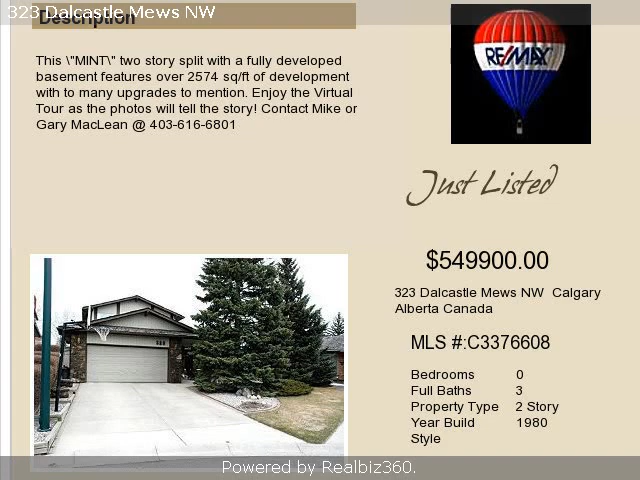 323 Dalcastle Mews NW
Description
This \"MINT\" two story split with a fully developed
basement features over 2574 sq/ft of development
with to many upgrades to mention. Enjoy the Virtual
Tour as the photos will tell the story! Contact Mike or
Gary MacLean @ 403-616-6801
RE/MAX
Just Listed
$549900.00
323 Dalcastle Mews NW  Calgary
Alberta Canada
MLS #:C3376608
Bedrooms 0
Full Baths 3
Property Type 2 Story
Year Build 1980
Style
Powered by Realbiz360.